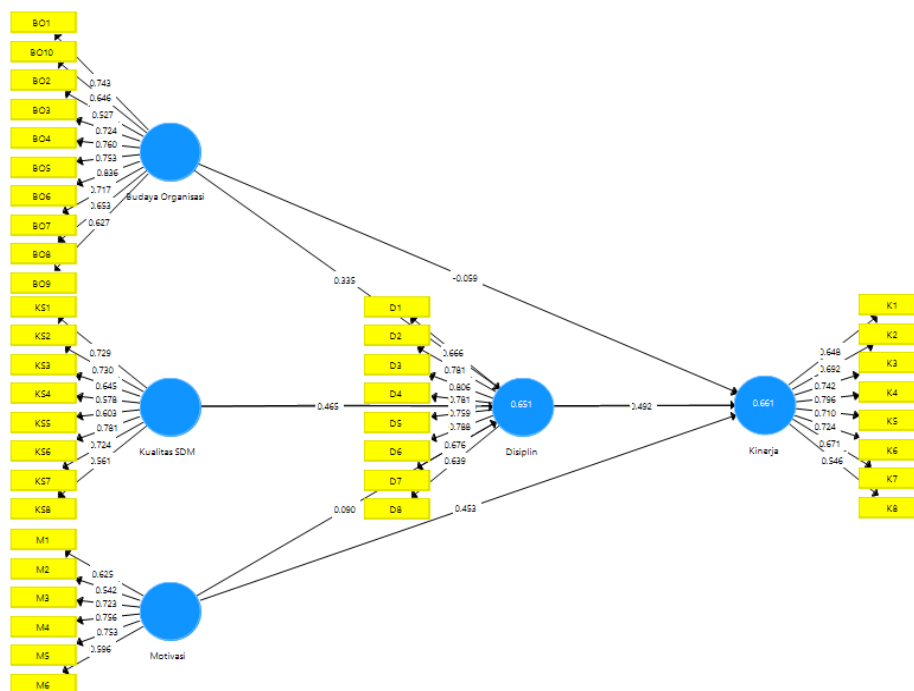 BO1
BO10
BO2
BO3
BO4
BO5
BO6
BO7
BO8
BO9
0.743
0.646
0.527
0.724
0.760
0.753
0.836
0.717
0.653
0.627
Budaya Organisasi
KS1
KS2
KS3
KS4
KS5
KS6
KS7
KS8
0.729
0.730
0.645
0.578
0.603
0.781
0.724
0.561
Kualitas SDM
M1
M2
M3
M4
M5
M6
0.625
0.542
0.723
0.756
0.753
0.596
Motivasi
0.335
-0.059
0.465
0.090
0.453
D1
D2
D3
D4
D5
D6
D7
D8
0.666
0.781
0.806
0.781
0.759
0.788
0.676
0.639
0.651
Disiplin
0.492
0.661
Kinerja
0.648
0.692
0.742
0.796
0.710
0.724
0.671
0.546
K1
K2
K3
K4
K5
K6
K7
K8